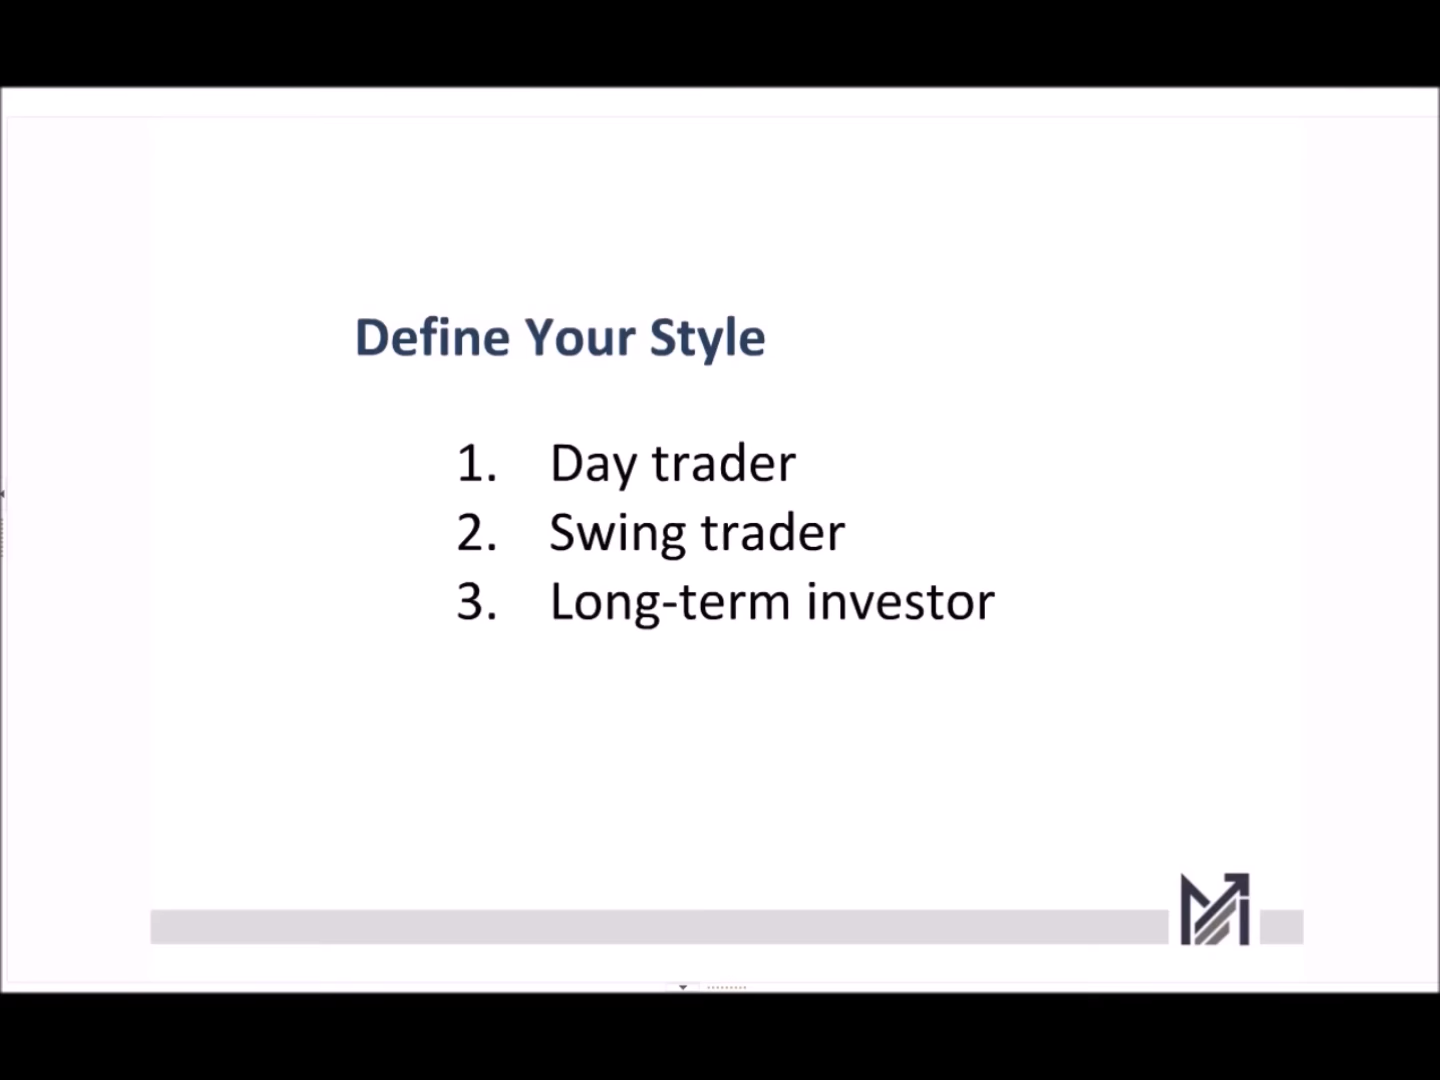 Define Your Style
1. Day trader
2. Swing trader
3. Long-term investor